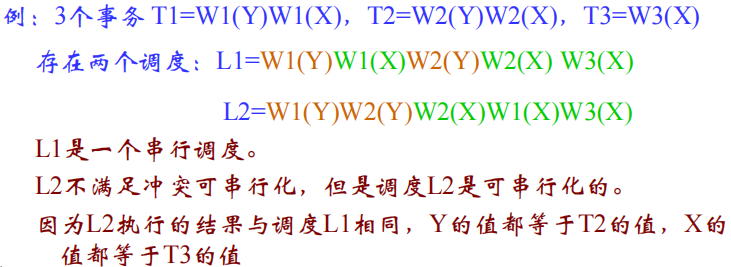 例：3个事务 T1=W1(Y)W1(X)，T2=W2(Y)W2(X)，T3=W3(X)
存在两个调度：L1=W1(Y)W1(X)W2(Y)W2(X) W3(X)
L2=W1(Y)W2(Y)W2(X)W1(X)W3(X)
L1是一个串行调度。
L2不满足冲突可串行化，但是调度L2是可串行化的。
因为L2执行的结果与调度L1相同，Y的值都等于T2的值，X的
值都等于T3的值